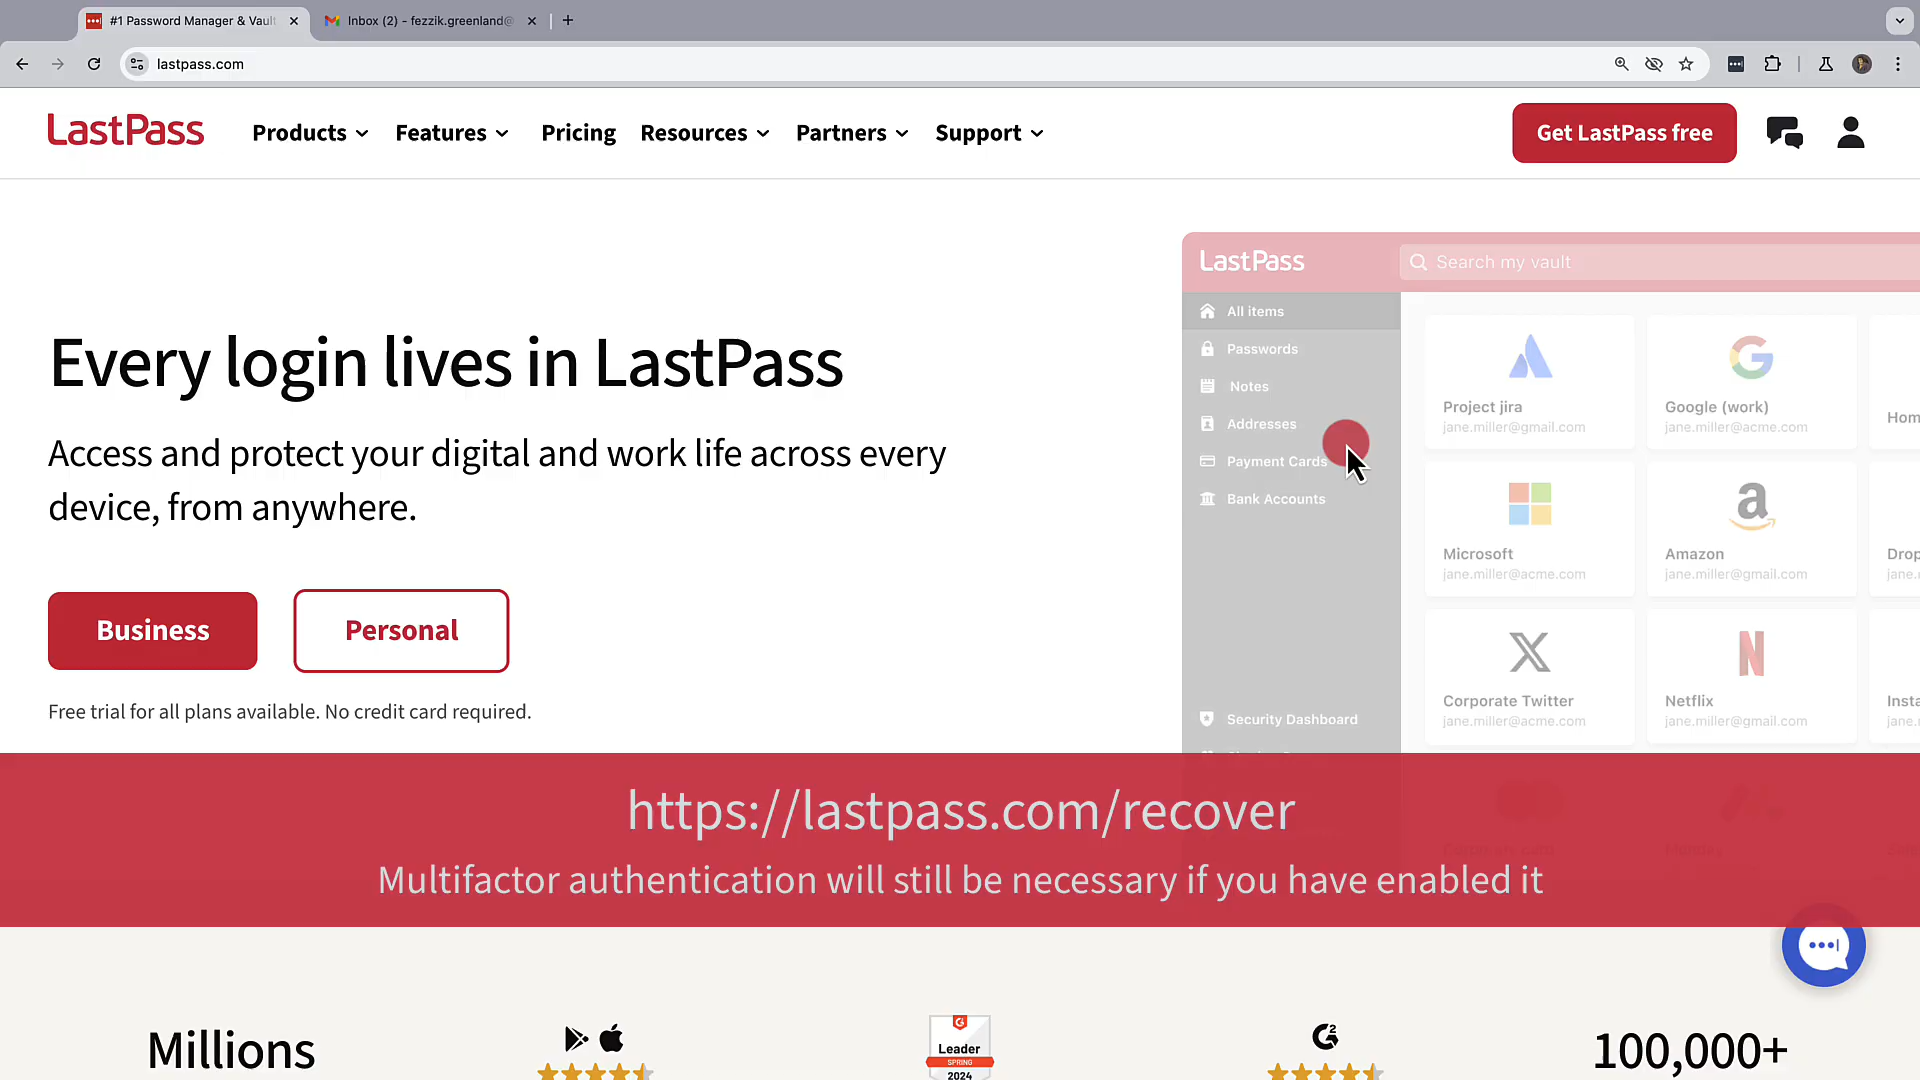 #1 Password Manager & Vault
Inbox (2) - fezzik.greenland@
lastpass.com
LastPass
Products
Features
Pricing
Resources
Partners
Support
Get LastPass free
Every login lives in LastPass
Access and protect your digital and work life across every
device, from anywhere.
Business
Personal
Free trial for all plans available. No credit card required.
LastPass
Search my vault
All items
Passwords
Notes
Addresses
Payment Cards
Bank Accounts
Security Dashboard
Project jira
jane.miller@gmail.com
Google (work)
jane.miller@acme.com
Hom
Microsoft
jane.miller@acme.com
Amazon
jane.miller@gmail.com
Drop
jane.
Corporate Twitter
jane.miller@acme.com
Netflix
jane.miller@gmail.com
Insta
jane.
https://lastpass.com/recover
Multifactor authentication will still be necessary if you have enabled it
Millions
Leader
SPRING
2024
100,000+